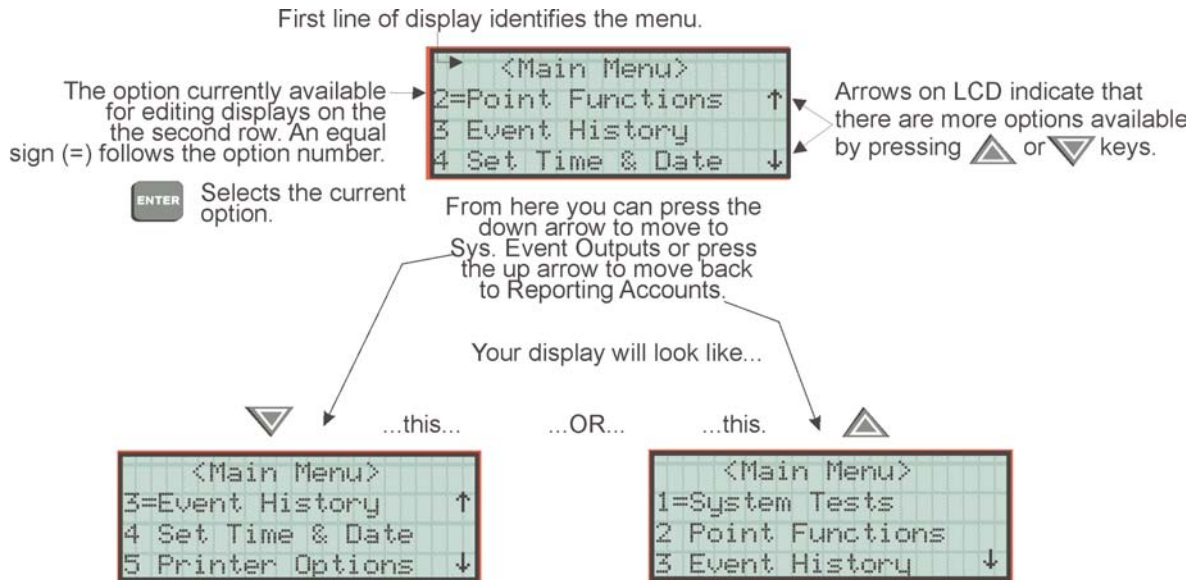 First line of display identifies the menu.
<Main Menu>
2=Point Functions ↑
3 Event History
4 Set Time & Date ↓
The option currently available
for editing displays on the
the second row. An equal
sign (=) follows the option number.
ENTER
Selects the current
option.
Arrows on LCD indicate that
there are more options available
by pressing or keys.
From here you can press the
down arrow to move to
Sys. Event Outputs or press
the up arrow to move back
to Reporting Accounts.
Your display will look like...
...this... ...OR... ...this.
<Main Menu>
3=Event History ↑
4 Set Time & Date
5 Printer Options ↓
<Main Menu>
1=System Tests
2 Point Functions
3 Event History ↓